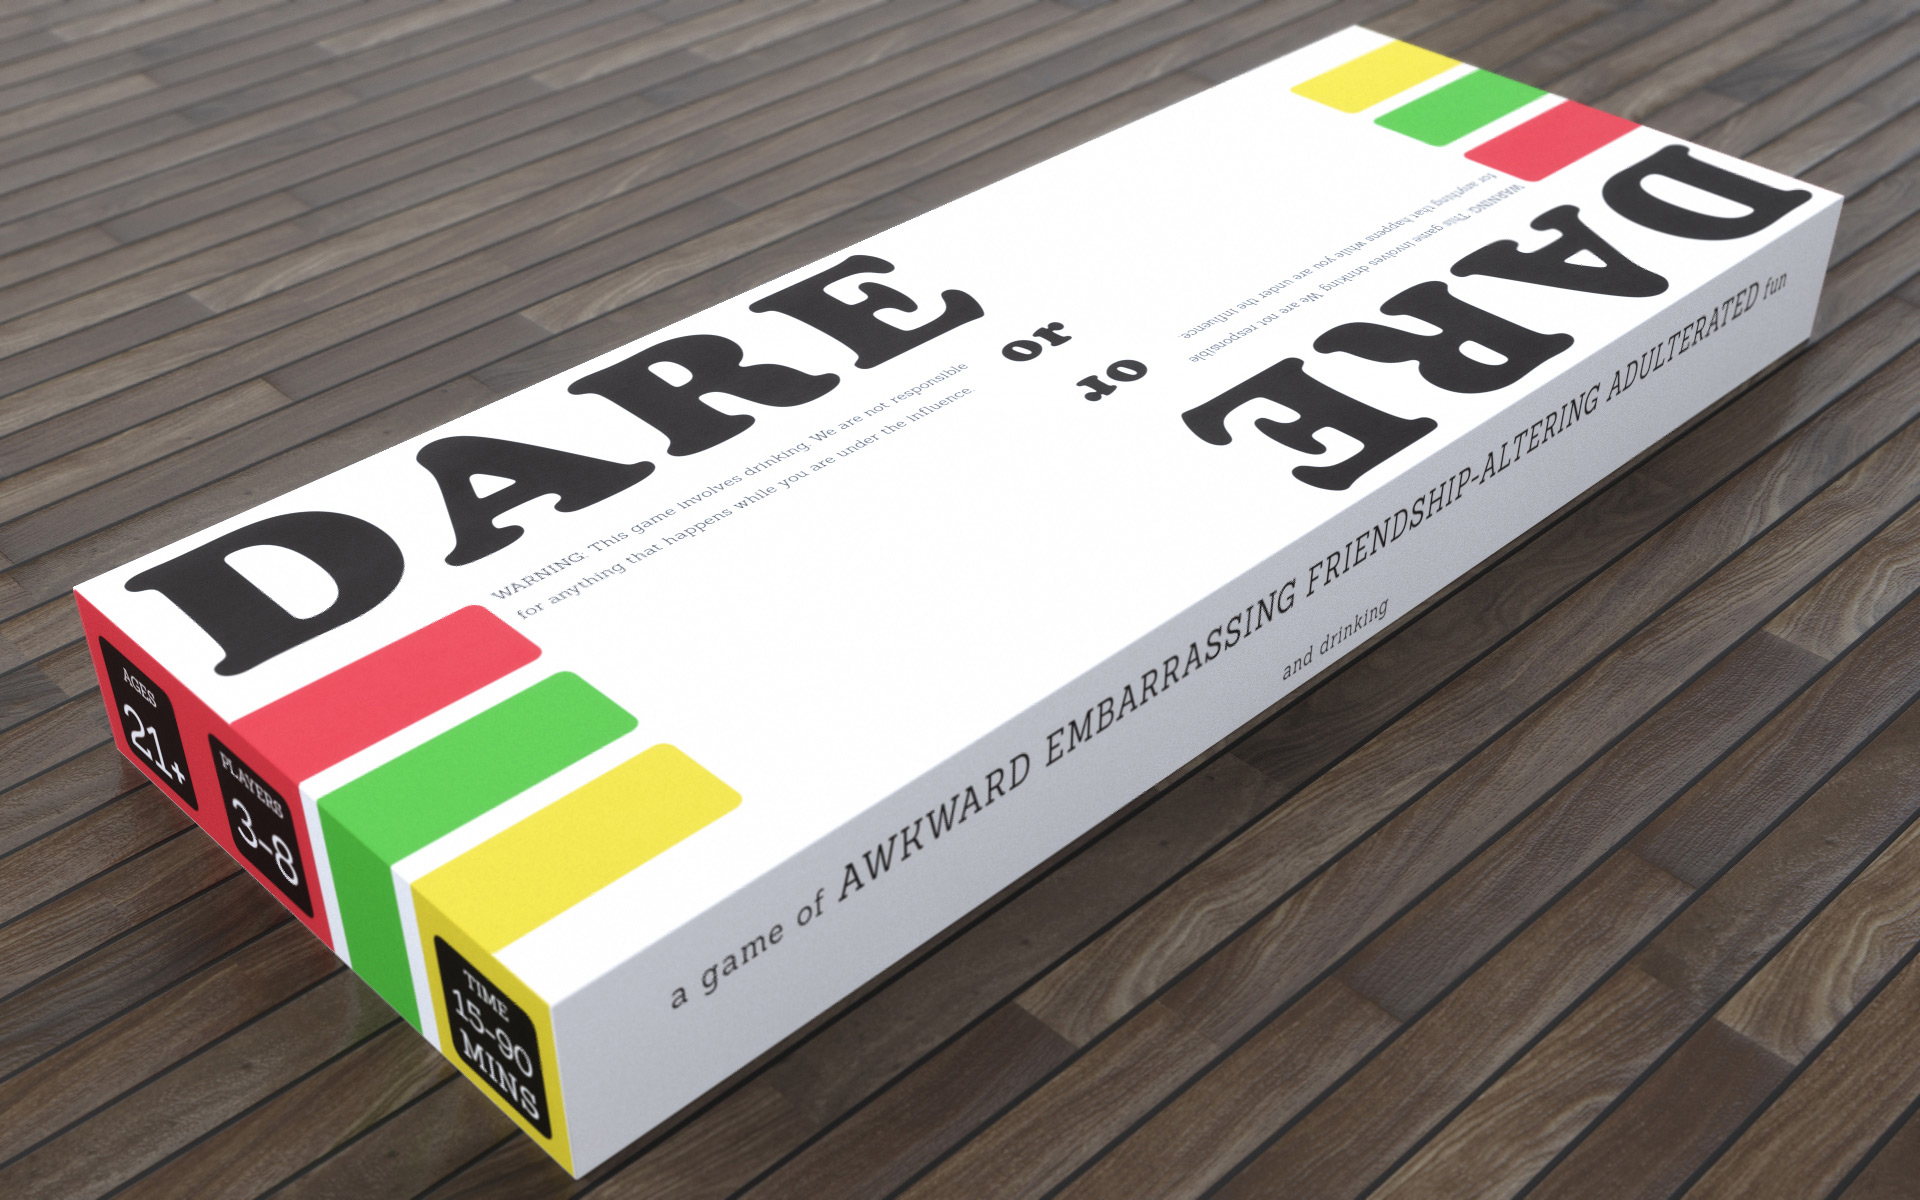 DARE
or
WARNING: This game involves drinking. We are not responsible
for anything that happens while you are under the influence.
DARE
or
WARNING: This game involves drinking. We are not responsible
for anything that happens while you are under the influence.
AGES
21+
PLAYERS
3-8
TIME
15-90
MINS
a game of AWKWARD EMBARRASSING FRIENDSHIP-ALTERING ADULTERATED fun
and drinking